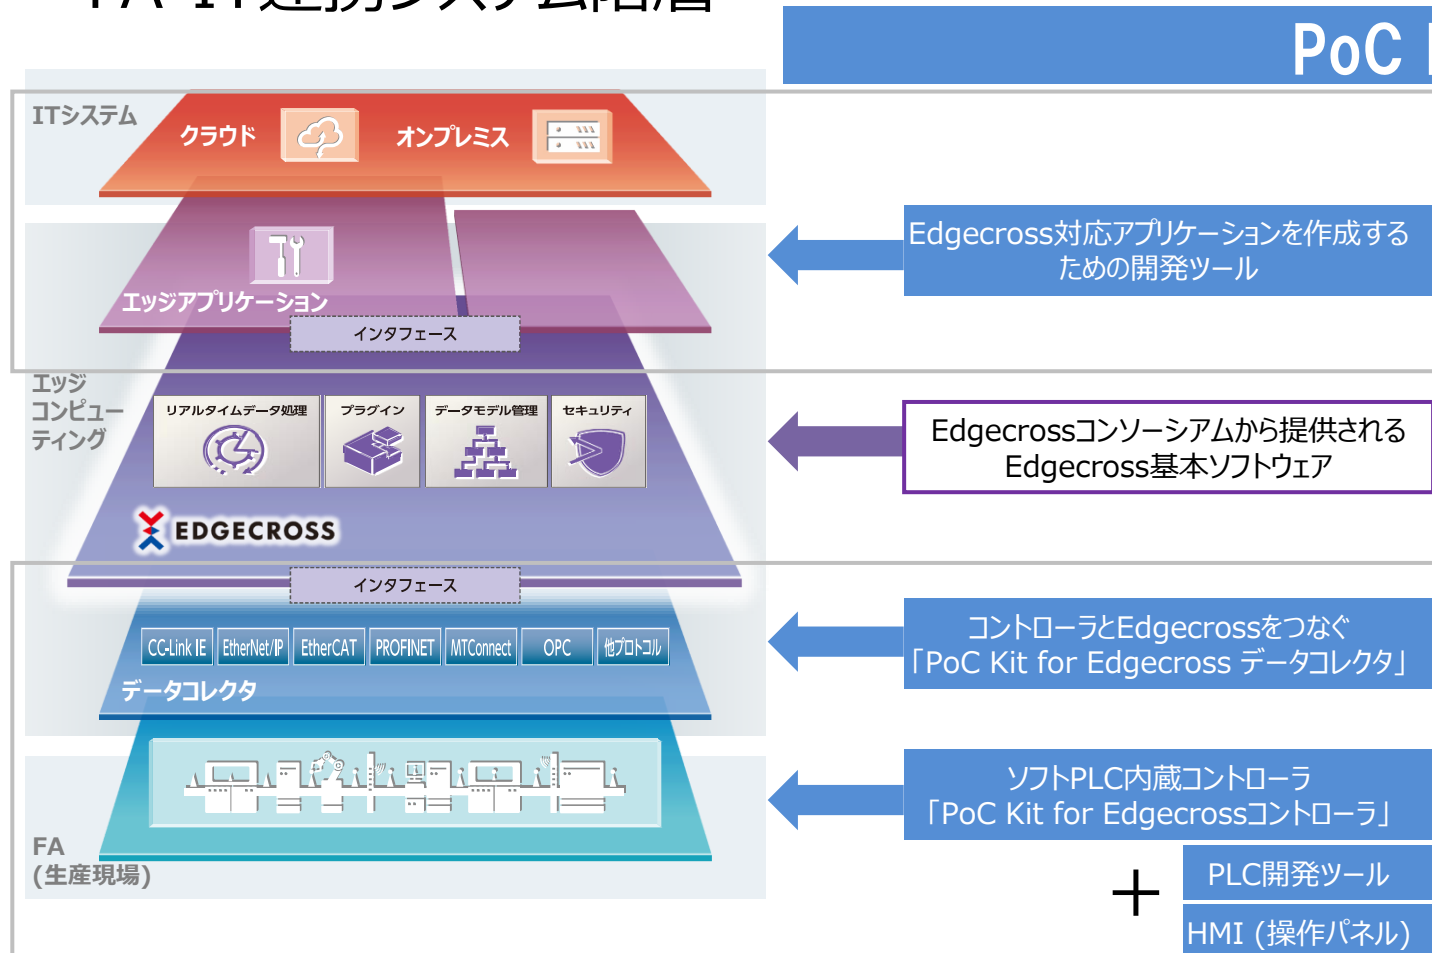 FA-IT連携システム階層
PoC
ITシステム
クラウド
オンプレミス
Edgecross対応アプリケーションを作成する
ための開発ツール
エッジアプリケーション
インタフェース
エッジ
コンピュー
ティング
リアルタイムデータ処理
プラグイン
データモデル管理
セキュリティ
Edgecrossコンソーシアムから提供される
Edgecross基本ソフトウェア
EDGECROSS
インタフェース
CC-Link IE
EtherNet/IP
EtherCAT
PROFINET
MTConnect
OPC
他プロトコル
データコレクタ
コントローラとEdgecrossをつなぐ
「PoC Kit for Edgecross データコレクタ」
ソフトPLC内蔵コントローラ
「PoC Kit for Edgecrossコントローラ」
FA
(生産現場)
＋
PLC開発ツール
HMI (操作パネル)